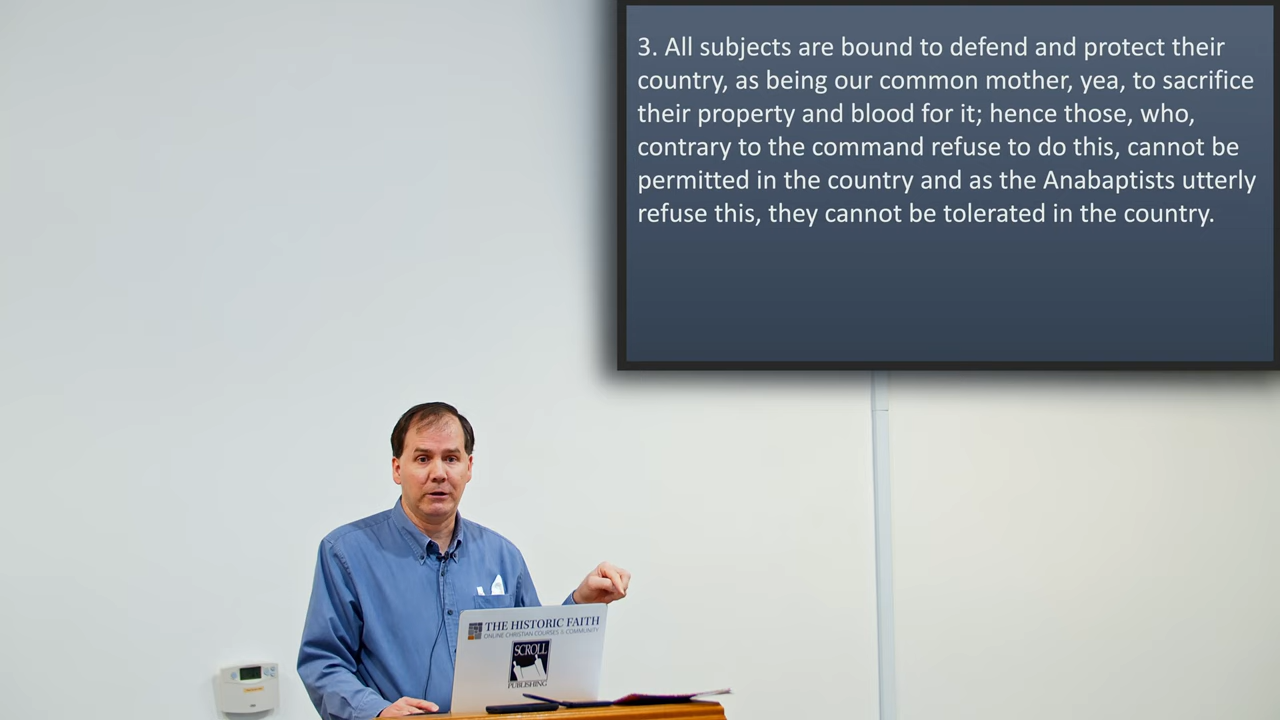 3. All subjects are bound to defend and protect their
country, as being our common mother, yea, to sacrifice
their property and blood for it; hence those, who,
contrary to the command refuse to do this, cannot be
permitted in the country and as the Anabaptists utterly
refuse this, they cannot be tolerated in the country.
THE HISTORIC FAITH
ONLINE CHRISTIAN COURSES & COMMUNITY
SCROLL
PUBLISHING